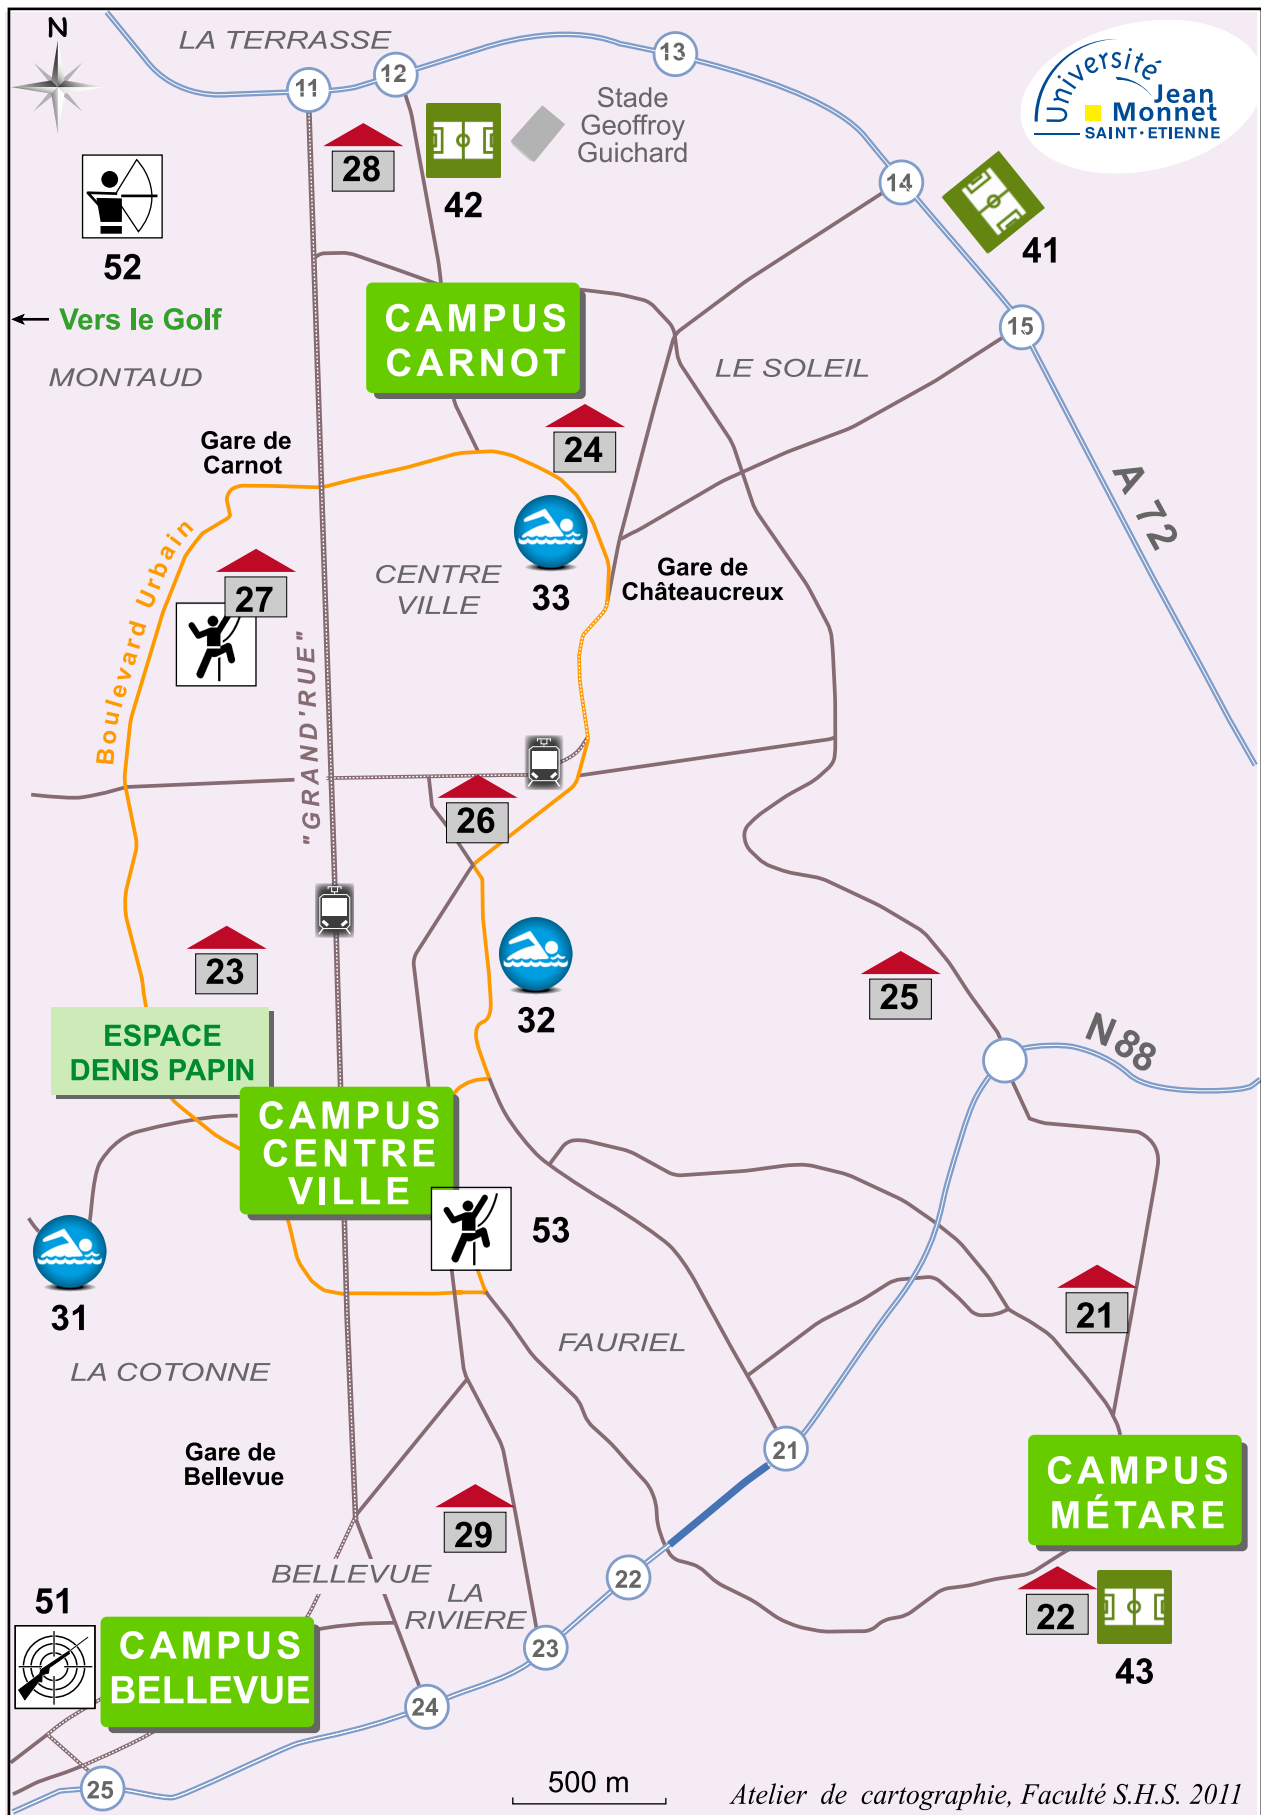 N
LA TERRASSE
11
12
13
Université
Jean
Monnet
SAINT-ETIENNE
Stade
Geoffroy
Guichard
28
42
14
41
52
Vers le Golf
15
MONTAUD
CAMPUS
CARNOT
LE SOLEIL
Gare de
Carnot
24
A 72
Boulevard Urbain
27
CENTRE
VILLE
33
Gare de
Châteaucreux
"GRAND'RUE"
26
23
32
25
ESPACE
DENIS PAPIN
N88
CAMPUS
CENTRE
VILLE
53
31
21
FAURIEL
LA COTONNE
Gare de
Bellevue
21
CAMPUS
MÉTARE
29
BELLEVUE
LA
RIVIERE
22
51
22
43
CAMPUS
BELLEVUE
23
24
25
500 m
Atelier de cartographie, Faculté S.H.S. 2011